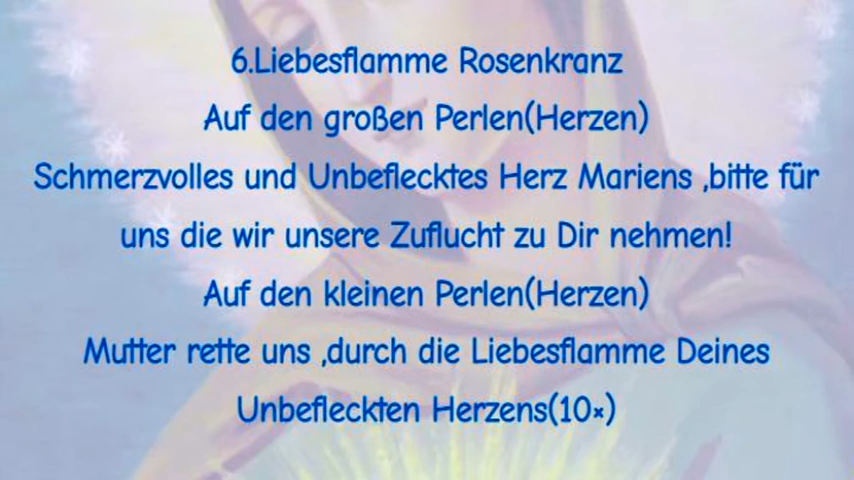 6.Liebesflamme Rosenkranz
Auf den großen Perlen(Herzen)
Schmerzvolles und Unbeflecktes Herz Mariens ,bitte für
uns die wir unsere Zuflucht zu Dir nehmen!
Auf den kleinen Perlen(Herzen)
Mutter rette uns ,durch die Liebesflamme Deines
Unbefleckten Herzens(10×)